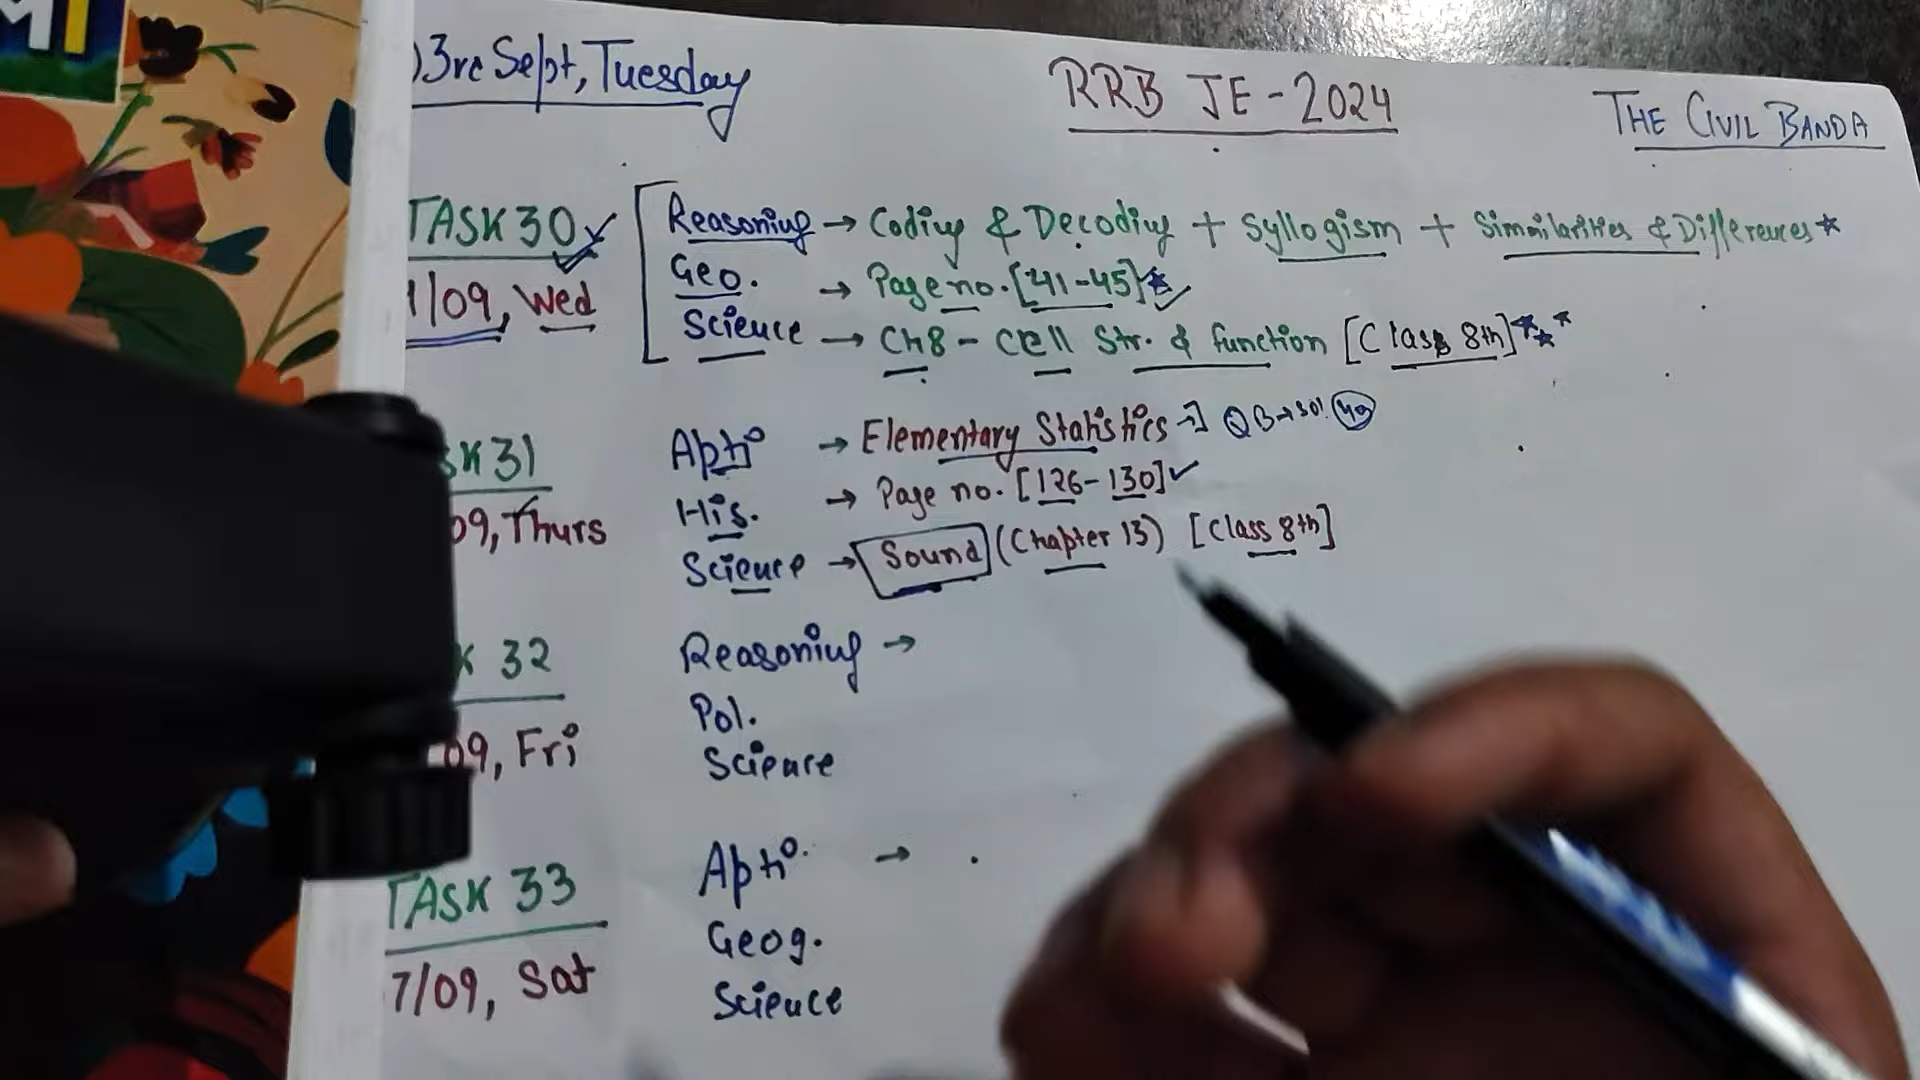 3rd Sept, Tuesday
RRB JE-2024
THE CIVIL BANDA
TASK 30
/09, Wed
Reasoning → Coding & Decoding + Syllogism + Similarities & Differences
Geo. → Page no. [41-45]
Science → Ch8 - Cell Str. & function [Class 8th]
31
Apti → Elementary Statistics → QB → sol.
09, Thurs
His. → Page no. [126-130]
Science → Sound (Chapter 13) [Class 8th]
32
Reasoning →
09, Fri
Pol.
Science
TASK 33
Apti. →
7/09, Sat
Geog.
Science